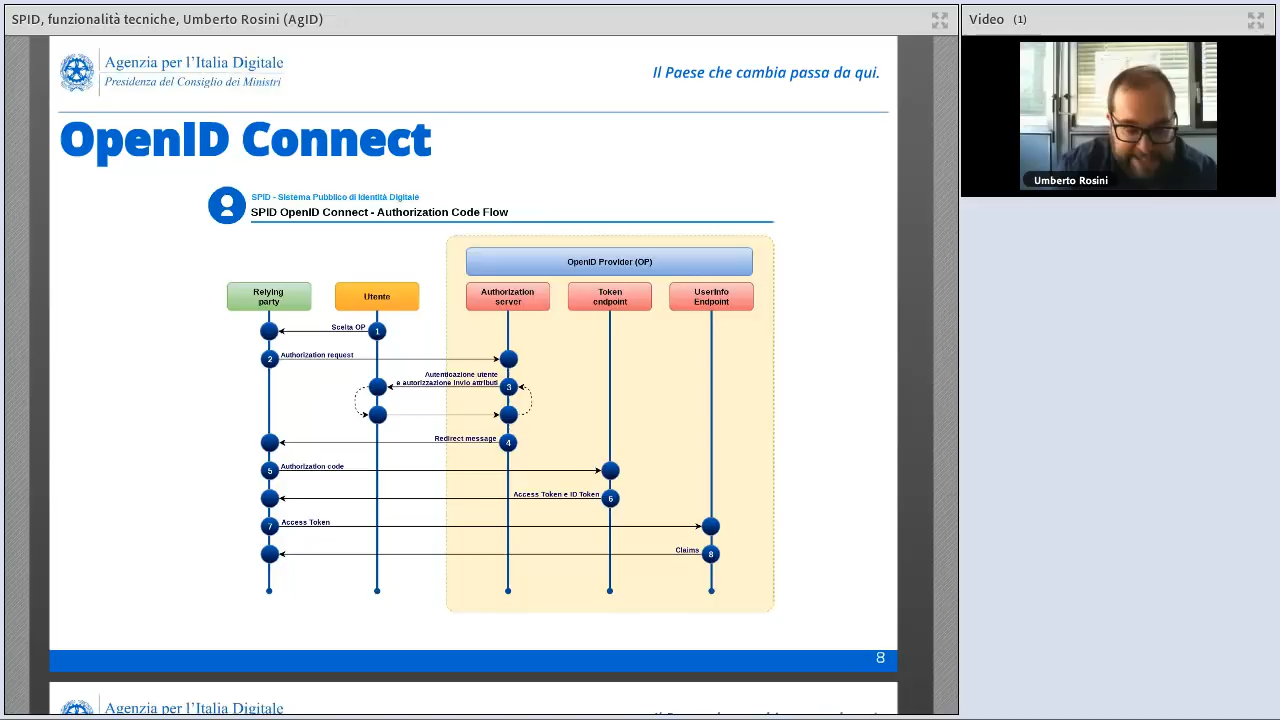 SPID, funzionalità tecniche, Umberto Rosini (AgID)
Video (1)
Agenzia per l'Italia Digitale
Presidenza del Consiglio dei Ministri
Il Paese che cambia passa da qui.
OpenID Connect
SPID - Sistema Pubblico di Identità Digitale
SPID OpenID Connect - Authorization Code Flow
OpenID Provider (OP)
Relying
party
Utente
Authorization
server
Token
endpoint
UserInfo
Endpoint
Scelta OP
1
2
Authorization request
Autenticazione utente
e autorizzazione invio attributi
3
Redirect message
4
5
Authorization code
Access Token e ID Token
6
7
Access Token
Claims
8
8
Agenzia per l'Italia Digitale
Umberto Rosini